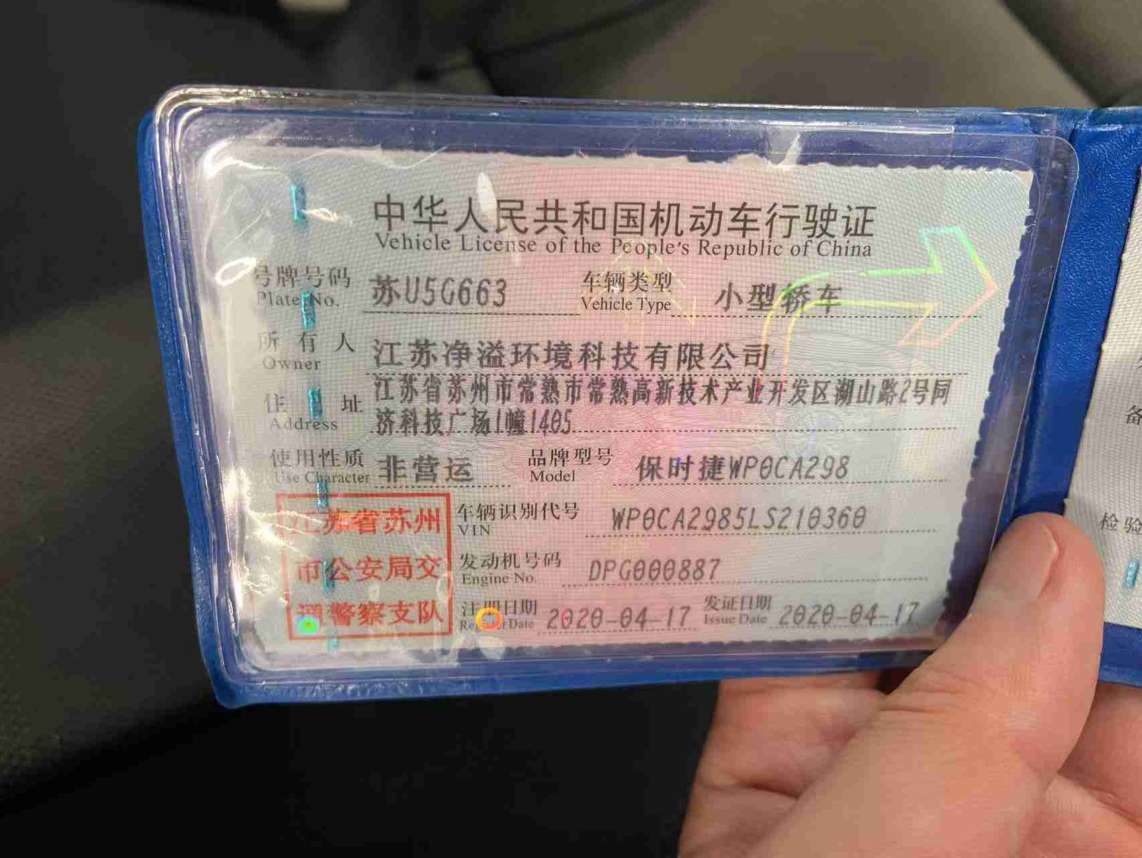 中华人民共和国机动车行驶证
Vehicle License of the People's Republic of China
号牌号码 苏U5G663 车辆类型 小型轿车
Plate No. Vehicle Type
所有人 江苏净溢环境科技有限公司
Owner
住址 江苏省苏州市常熟市常熟高新技术产业开发区湖山路2号同
Address 济科技广场1幢1405
使用性质 非营运 品牌型号 保时捷WP0CA298
Use Character Model
江苏省苏州 车辆识别代号 WP0CA2985LS210360
VIN
市公安局交 发动机号码 DPG000887
Engine No.
通警察支队 注册日期 2020-04-17 发证日期 2020-04-17
Register Date Issue Date
备
检验